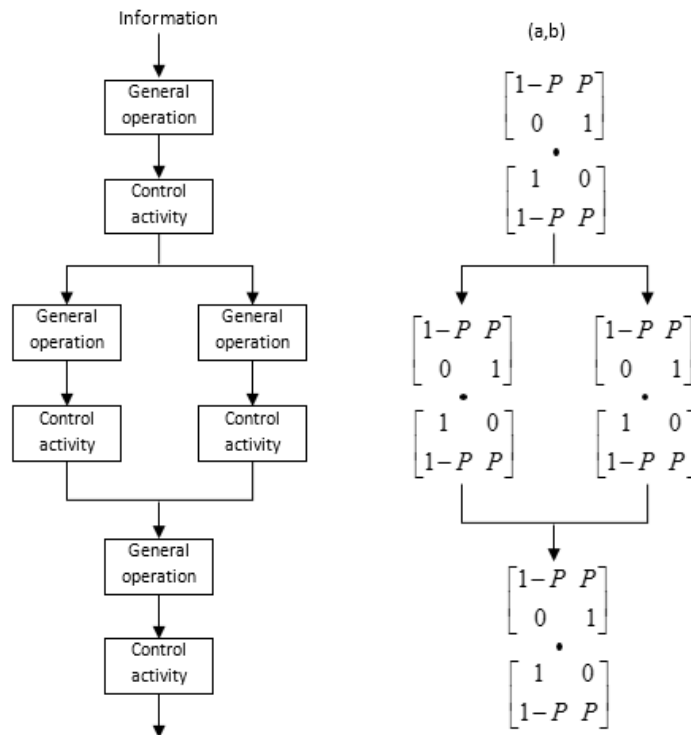 Information
General
operation
Control
activity
General
operation
General
operation
Control
activity
Control
activity
General
operation
Control
activity
(a,b)
1−P P
0 1
•
1 0
1−P P
1−P P
0 1
•
1 0
1−P P
1−P P
0 1
•
1 0
1−P P
1−P P
0 1
•
1 0
1−P P